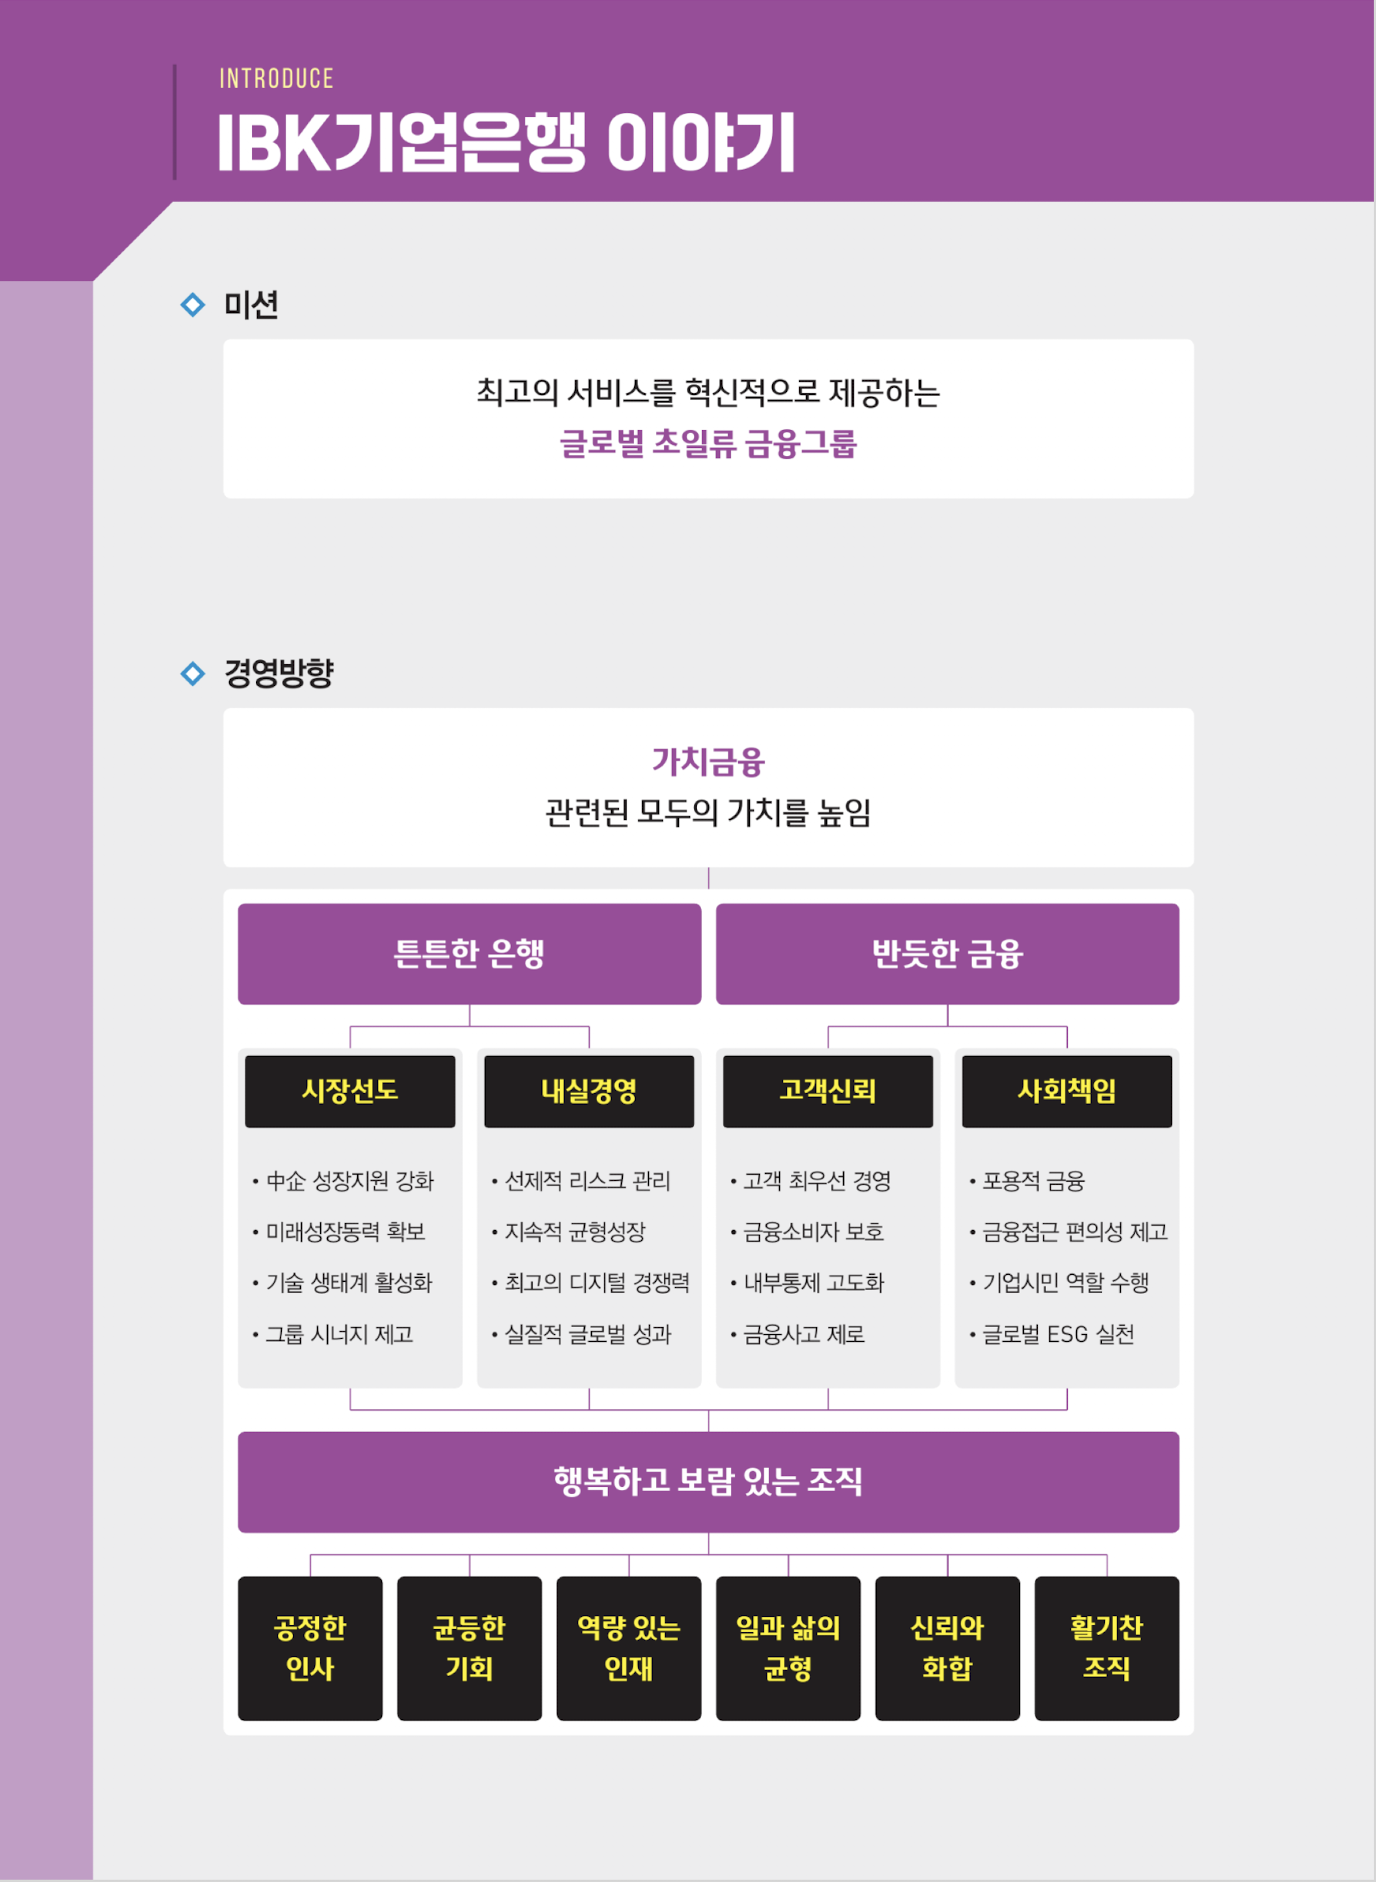 INTRODUCE
IBK기업은행 이야기
미션
최고의 서비스를 혁신적으로 제공하는
글로벌 초일류 금융그룹
경영방향
가치금융
관련된 모두의 가치를 높임
튼튼한 은행
반듯한 금융
시장선도
• 中企 성장지원 강화
• 미래성장동력 확보
• 기술 생태계 활성화
• 그룹 시너지 제고
내실경영
• 선제적 리스크 관리
• 지속적 균형성장
• 최고의 디지털 경쟁력
• 실질적 글로벌 성과
고객신뢰
• 고객 최우선 경영
• 금융소비자 보호
• 내부통제 고도화
• 금융사고 제로
사회책임
• 포용적 금융
• 금융접근 편의성 제고
• 기업시민 역할 수행
• 글로벌 ESG 실천
행복하고 보람 있는 조직
공정한
인사
균등한
기회
역량 있는
인재
일과 삶의
균형
신뢰와
화합
활기찬
조직